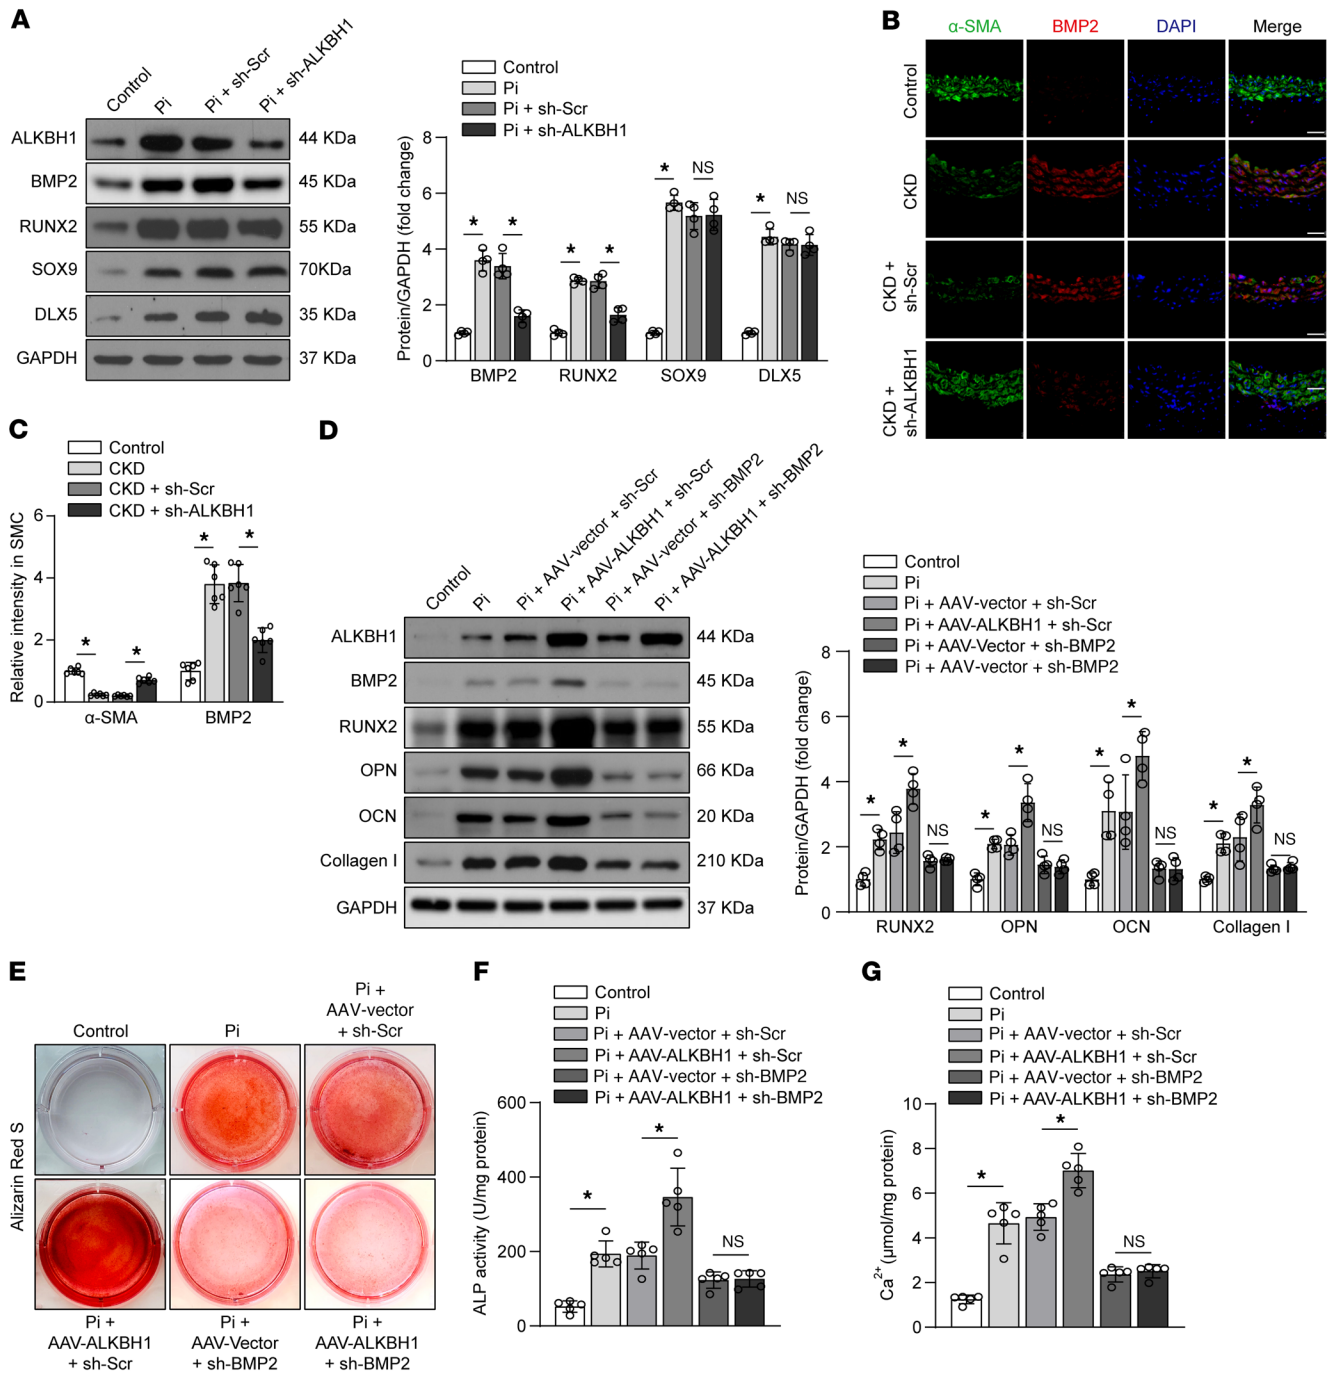 A
Control
Pi
Pi + sh-Scr
Pi + sh-ALKBH1
ALKBH1
44 KDa
BMP2
45 KDa
RUNX2
55 KDa
SOX9
70KDa
DLX5
35 KDa
GAPDH
37 KDa
Control
Pi
Pi + sh-Scr
Pi + sh-ALKBH1
Protein/GAPDH (fold change)
8
6
4
2
0
* *
* *
* NS
* NS
BMP2
RUNX2
SOX9
DLX5
B
α-SMA
BMP2
DAPI
Merge
Control
CKD
CKD +
sh-Scr
CKD +
sh-ALKBH1
C
Control
CKD
CKD + sh-Scr
CKD + sh-ALKBH1
Relative intensity in SMC
6
4
2
0
* *
* *
α-SMA
BMP2
D
Control
Pi
Pi + AAV-vector + sh-Scr
Pi + AAV-ALKBH1 + sh-Scr
Pi + AAV-vector + sh-BMP2
Pi + AAV-ALKBH1 + sh-BMP2
ALKBH1
44 KDa
BMP2
45 KDa
RUNX2
55 KDa
OPN
66 KDa
OCN
20 KDa
Collagen I
210 KDa
GAPDH
37 KDa
Control
Pi
Pi + AAV-vector + sh-Scr
Pi + AAV-ALKBH1 + sh-Scr
Pi + AAV-Vector + sh-BMP2
Pi + AAV-vector + sh-BMP2
Protein/GAPDH (fold change)
8
6
4
2
0
* * NS
* * NS
* * NS
* * NS
RUNX2
OPN
OCN
Collagen I
E
Alizarin Red S
Control
Pi
Pi +
AAV-vector
+ sh-Scr
Pi +
AAV-ALKBH1
+ sh-Scr
Pi +
AAV-Vector
+ sh-BMP2
Pi +
AAV-ALKBH1
+ sh-BMP2
F
Control
Pi
Pi + AAV-vector + sh-Scr
Pi + AAV-ALKBH1 + sh-Scr
Pi + AAV-vector + sh-BMP2
Pi + AAV-ALKBH1 + sh-BMP2
ALP activity (U/mg protein)
600
400
200
0
* * NS
G
Control
Pi
Pi + AAV-vector + sh-Scr
Pi + AAV-ALKBH1 + sh-Scr
Pi + AAV-vector + sh-BMP2
Pi + AAV-ALKBH1 + sh-BMP2
Ca2+ (µmol/mg protein)
10
8
6
4
2
0
* * NS